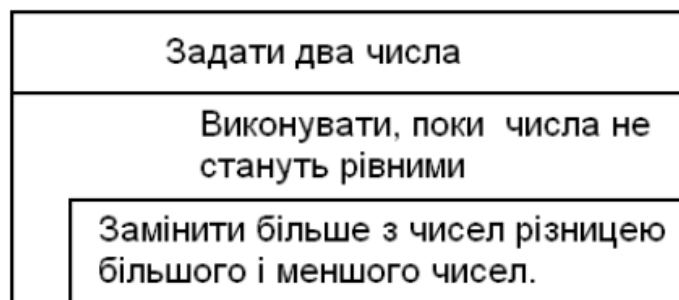 Задати два числа
Виконувати, поки числа не
стануть рівними
Замінити більше з чисел різницею
більшого і меншого чисел.